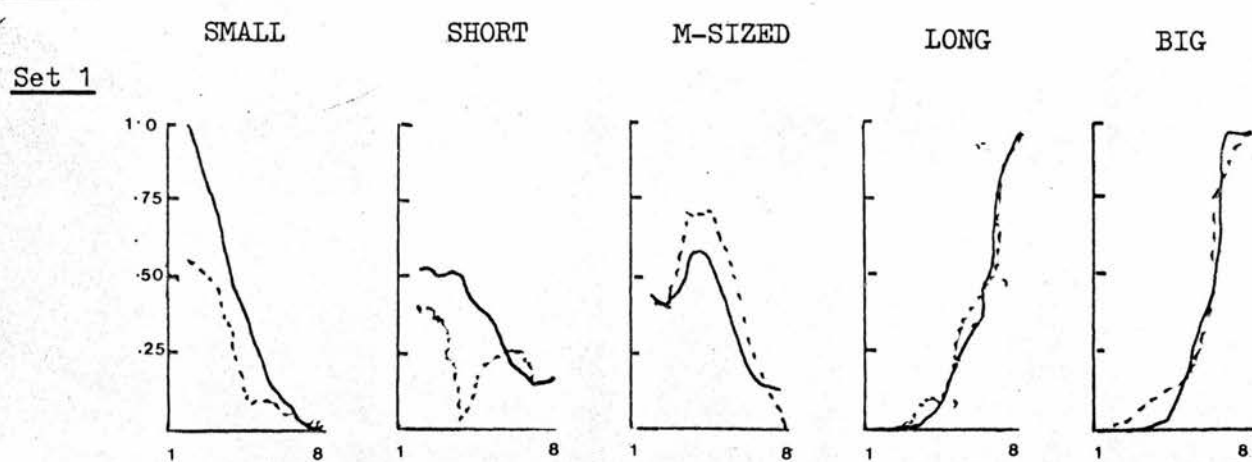 SMALL SHORT M-SIZED LONG BIG
Set 1
1·0
·75
·50
·25
1 8 1 8 1 8 1 8 1 8